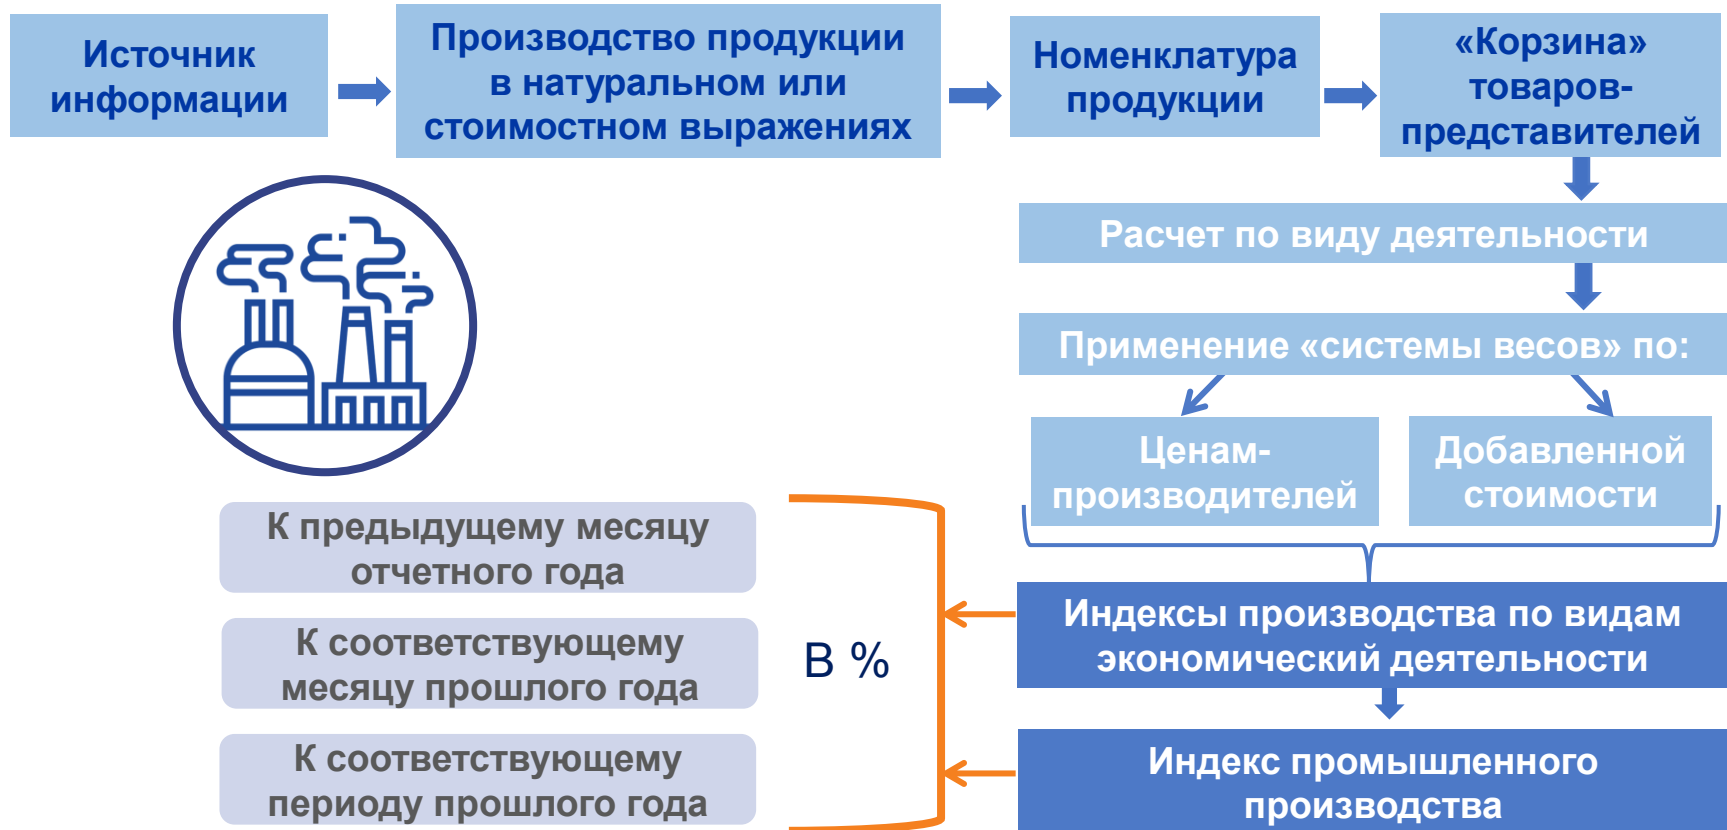 Источник
информации
Производство продукции
в натуральном или
стоимостном выражениях
Номенклатура
продукции
«Корзина»
товаров-
представителей
Расчет по виду деятельности
Применение «системы весов» по:
Ценам-
производителей
Добавленной
стоимости
К предыдущему месяцу
отчетного года
К соответствующему
месяцу прошлого года
К соответствующему
периоду прошлого года
В %
Индексы производства по видам
экономический деятельности
Индекс промышленного
производства